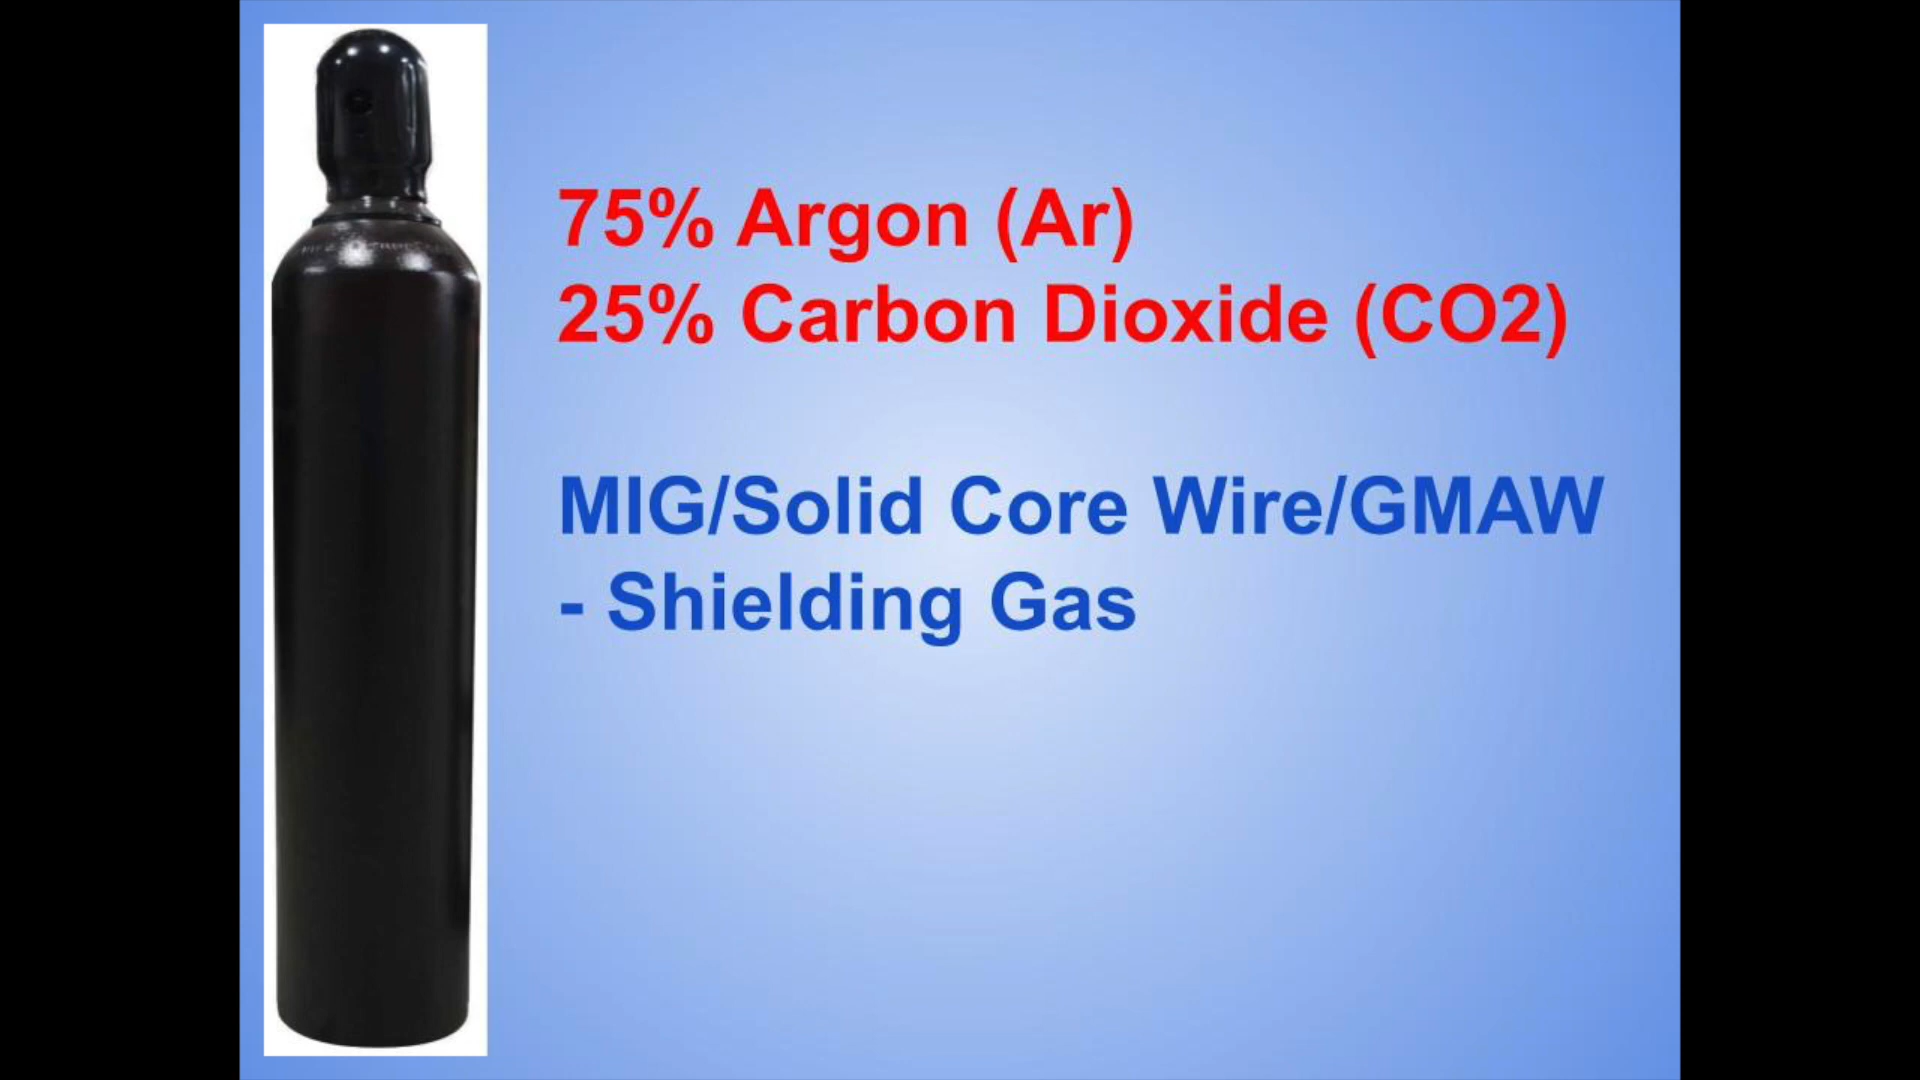 75% Argon (Ar)
25% Carbon Dioxide (CO2)
MIG/Solid Core Wire/GMAW
- Shielding Gas